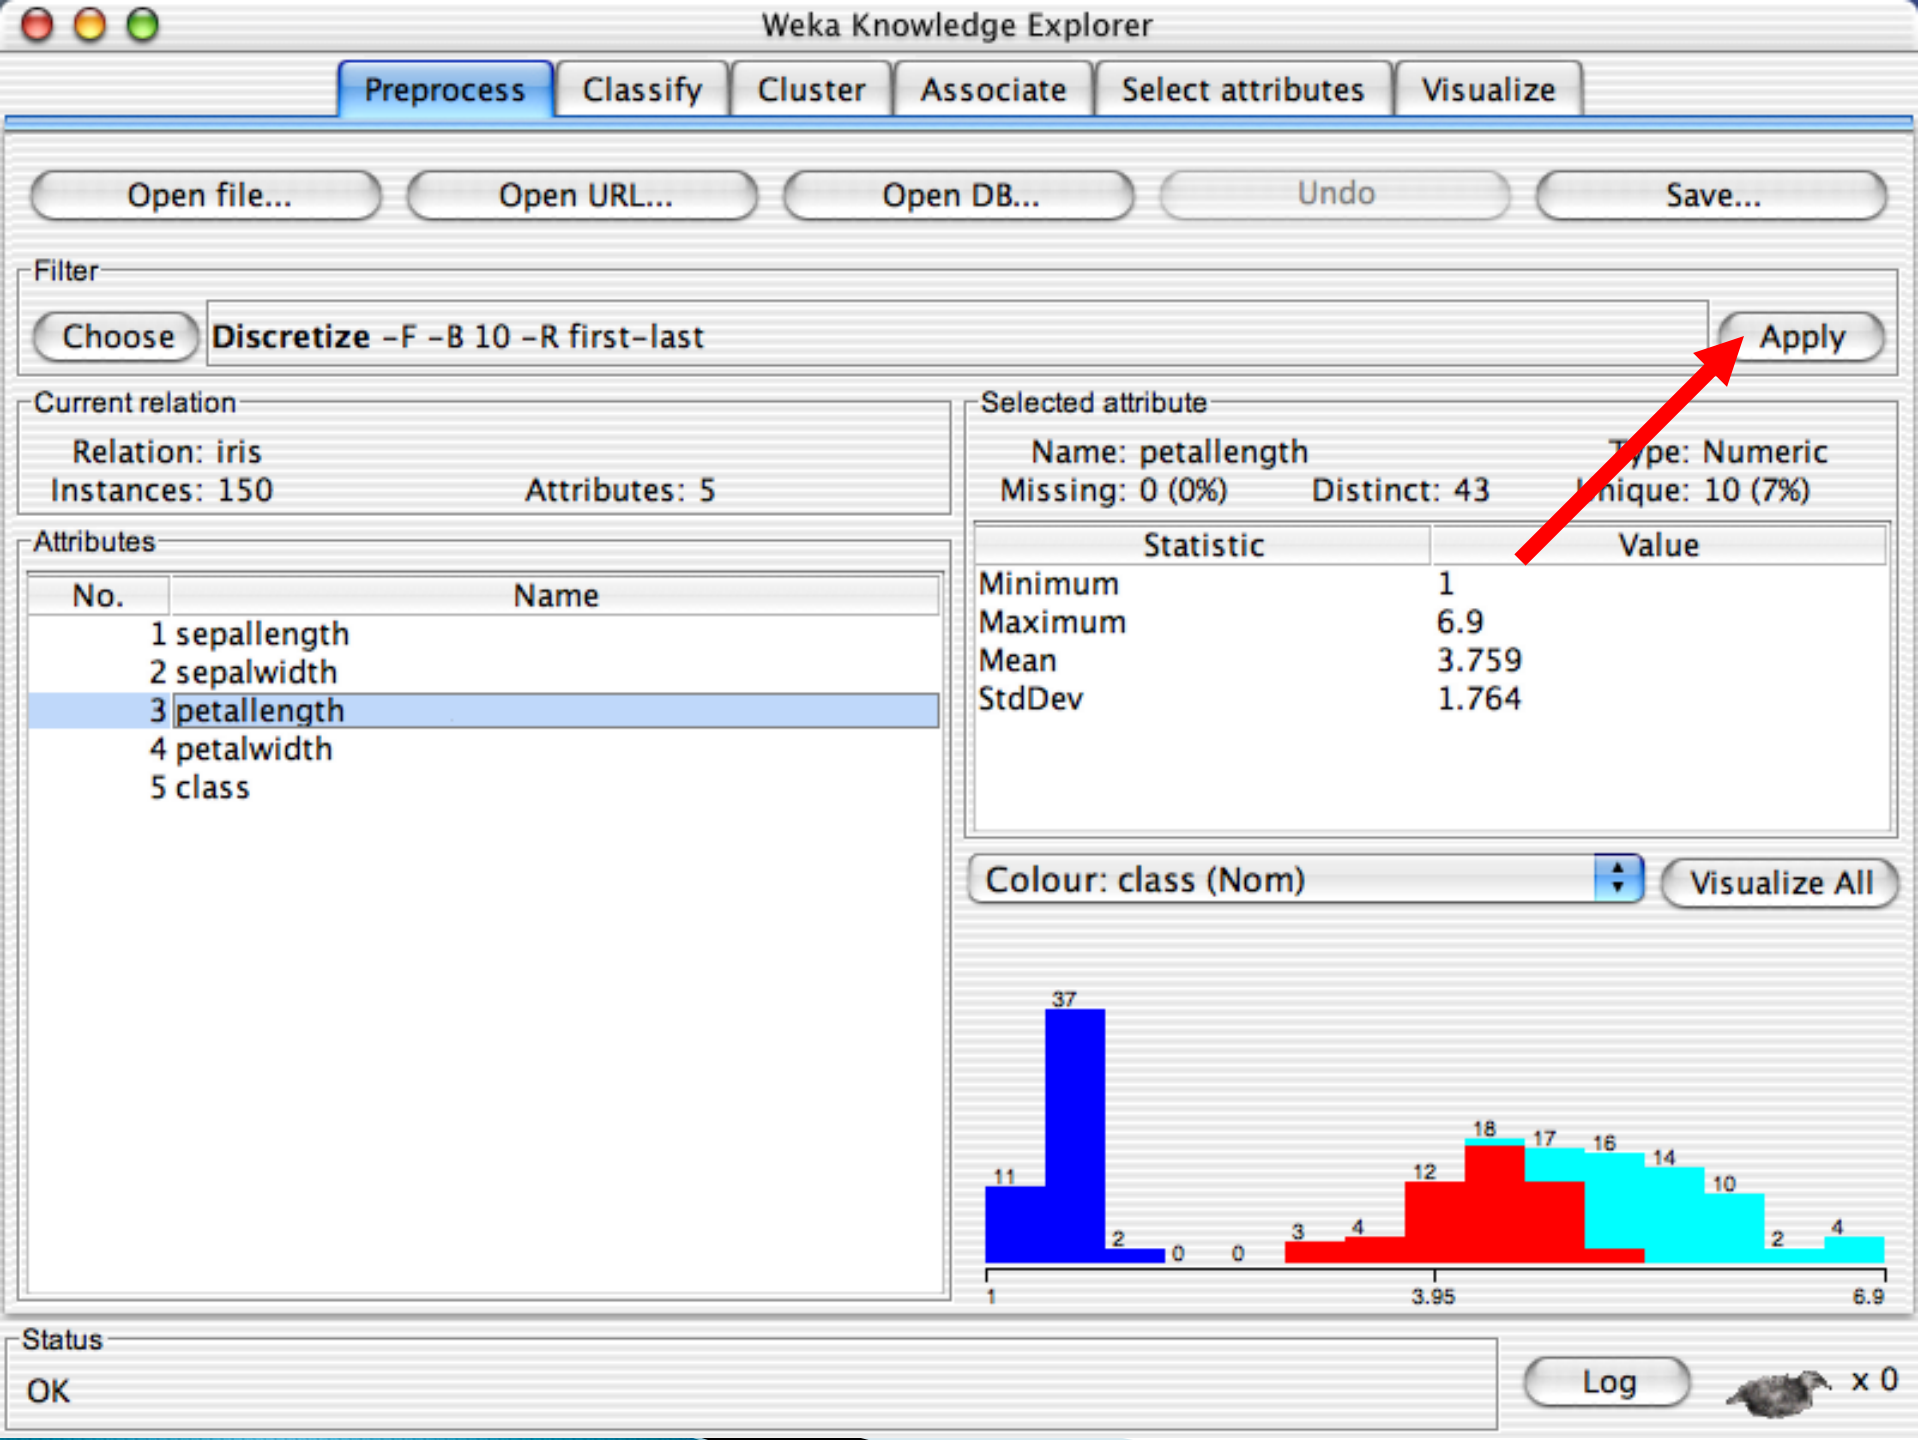 Weka Knowledge Explorer
Preprocess Classify Cluster Associate Select attributes Visualize
Open file... Open URL... Open DB... Undo Save...
Filter
Choose Discretize -F -B 10 -R first-last Apply
Current relation
Relation: iris
Instances: 150 Attributes: 5
Selected attribute
Name: petallength Type: Numeric
Missing: 0 (0%) Distinct: 43 Unique: 10 (7%)
Statistic Value
Minimum 1
Maximum 6.9
Mean 3.759
StdDev 1.764
Attributes
No. Name
1 sepallength
2 sepalwidth
3 petallength
4 petalwidth
5 class
Colour: class (Nom) Visualize All
11 37 2 0 0 3 4 12 18 17 16 14 10 2 4
1 3.95 6.9
Status
OK
Log x 0